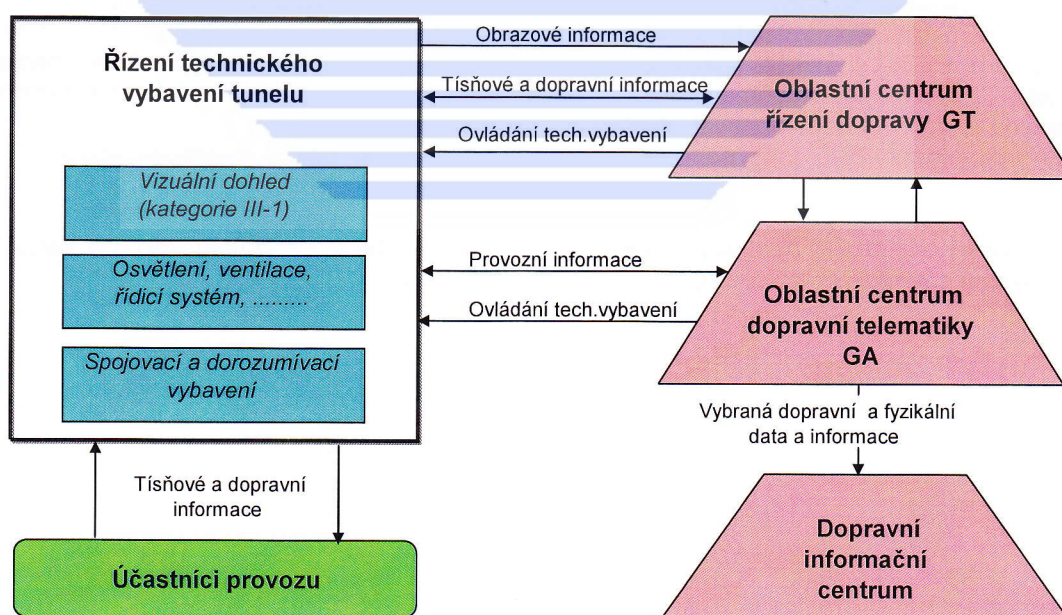 Řízení technického
vybavení tunelu
Vizuální dohled
(kategorie III-1)
Osvětlení, ventilace,
řídicí systém, .........
Spojovací a dorozumívací
vybavení
Obrazové informace
Tísňové a dopravní informace
Ovládání tech.vybavení
Provozní informace
Ovládání tech.vybavení
Oblastní centrum
řízení dopravy GT
Oblastní centrum
dopravní telematiky
GA
Vybraná dopravní a fyzikální
data a informace
Tísňové a dopravní
informace
Účastníci provozu
Dopravní
informační
centrum